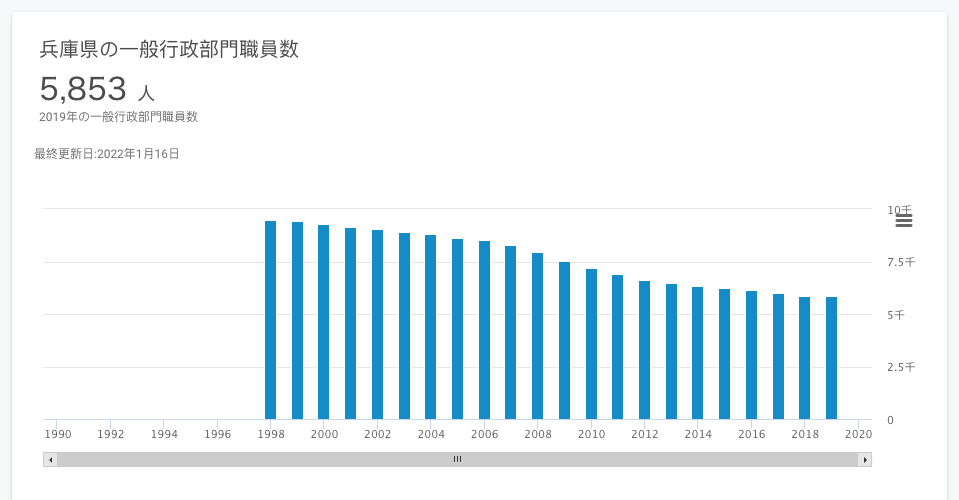 兵庫県の一般行政部門職員数
5,853 人
2019年の一般行政部門職員数
最終更新日:2022年1月16日
10千
7.5千
5千
2.5千
0
1990 1992 1994 1996 1998 2000 2002 2004 2006 2008 2010 2012 2014 2016 2018 2020